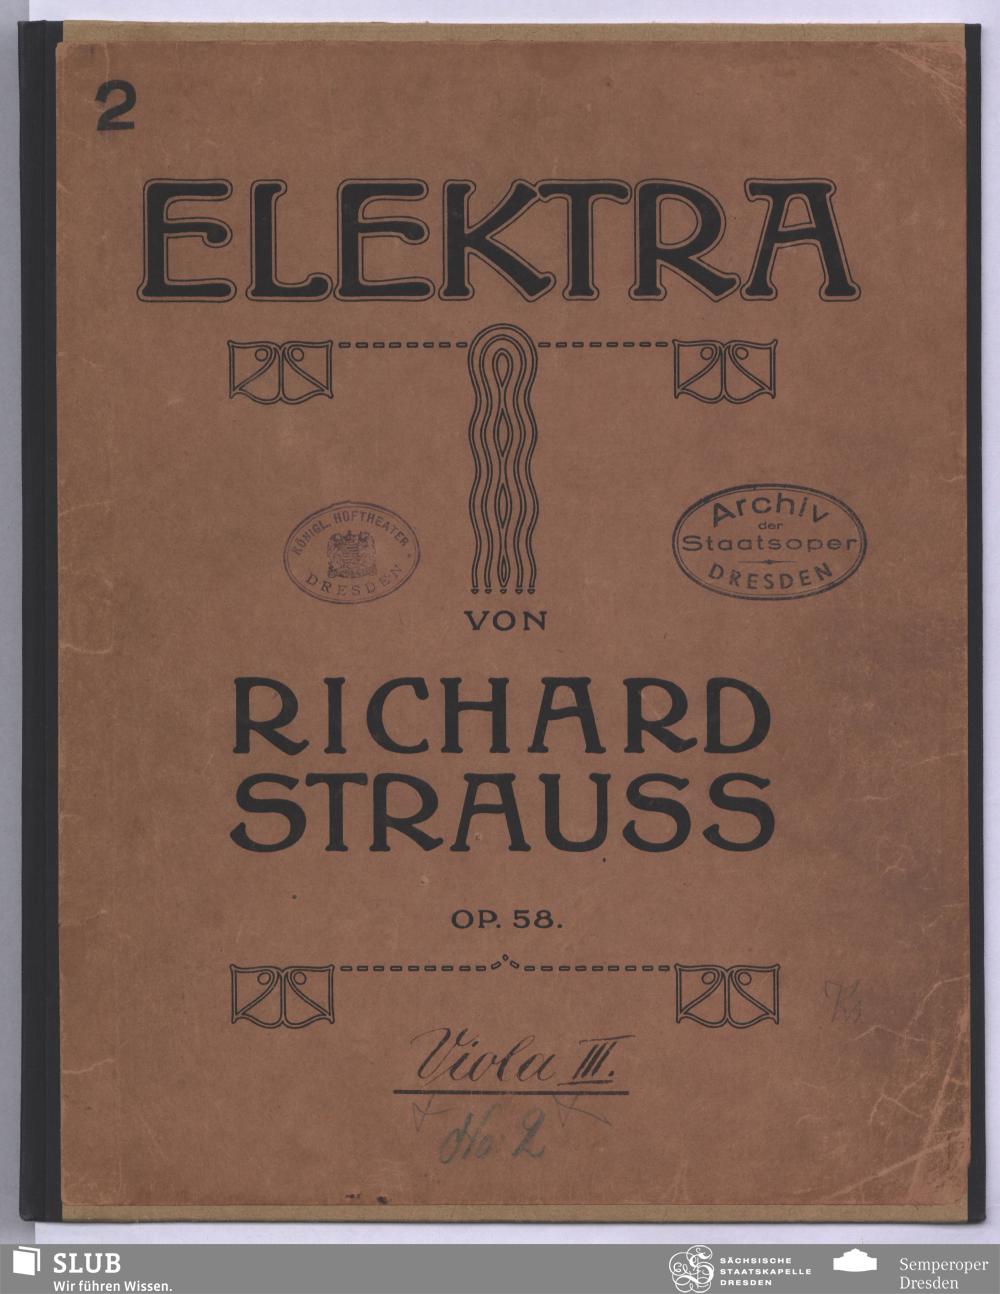 2
ELEKTRA
KÖNIGL. HOFTHEATER
DRESDEN
Archiv
der
Staatsoper
DRESDEN
VON
RICHARD
STRAUSS
OP. 58.
Viola III.
No 2
SLUB
Wir führen Wissen.
SÄCHSISCHE
STAATSKAPELLE
DRESDEN
Semperoper
Dresden